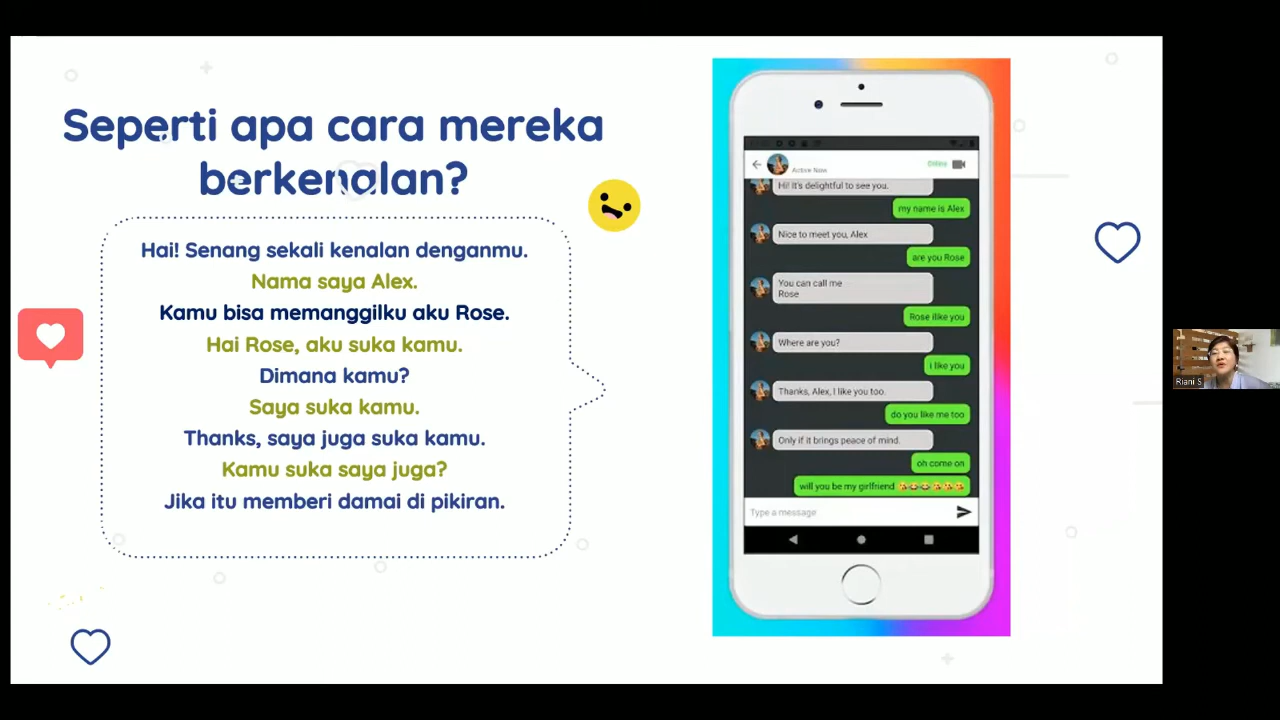 Seperti apa cara mereka
berkenalan?
Hai! Senang sekali kenalan denganmu.
Nama saya Alex.
Kamu bisa memanggilku aku Rose.
Hai Rose, aku suka kamu.
Dimana kamu?
Saya suka kamu.
Thanks, saya juga suka kamu.
Kamu suka saya juga?
Jika itu memberi damai di pikiran.
Online
Active Now
Hi! It's delightful to see you.
my name is Alex
Nice to meet you, Alex
are you Rose
You can call me
Rose
Rose ilike you
Where are you?
i like you
Thanks, Alex, I like you too.
do you like me too
Only if it brings peace of mind.
oh come on
will you be my girlfriend 😘😂😂😘😘😘
Type a message
Riani S